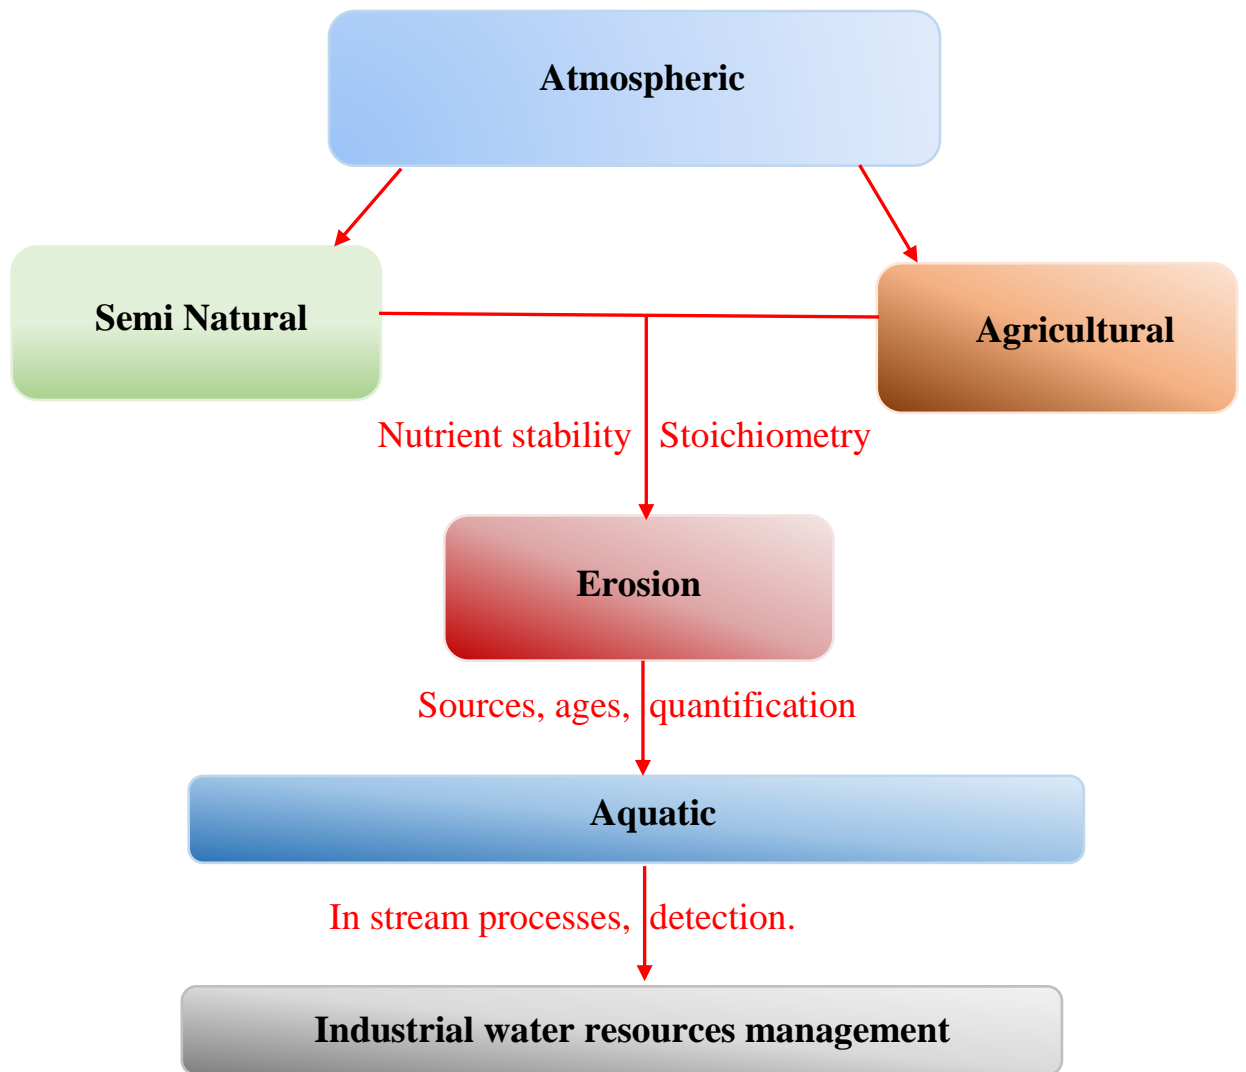 Atmospheric
Semi Natural
Agricultural
Nutrient stability Stoichiometry
Erosion
Sources, ages, quantification
Aquatic
In stream processes, detection.
Industrial water resources management